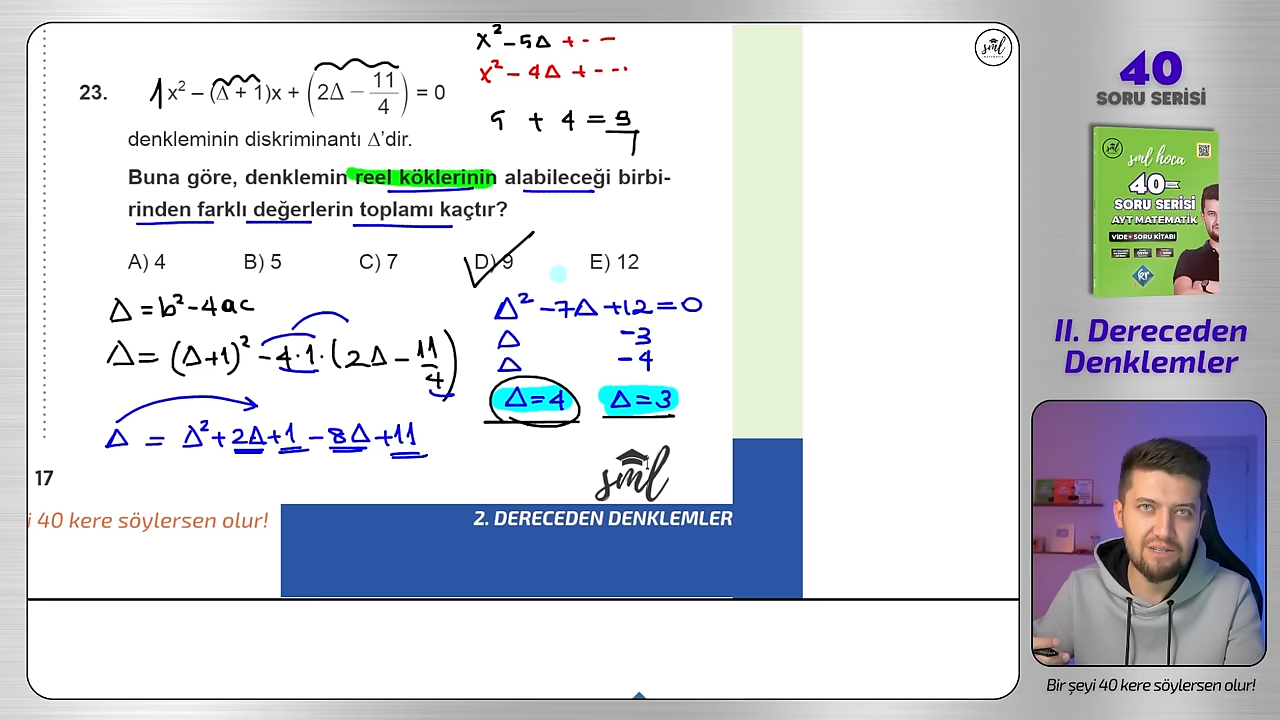 x² – 5Δ + - –
x² – 4Δ + - - .
5 + 4 = 9
23. 1x² – (Δ + 1)x + (2Δ – 11/4) = 0
denkleminin diskriminantı Δ'dir.
Buna göre, denklemin reel köklerinin alabileceği birbi-
rinden farklı değerlerin toplamı kaçtır?
A) 4 B) 5 C) 7 D) 9 E) 12
Δ = b² – 4ac
Δ = (Δ+1)² – 4·1·(2Δ – 11/4)
Δ = Δ² + 2Δ + 1 – 8Δ + 11
Δ² – 7Δ + 12 = 0
Δ –3
Δ –4
Δ = 4 Δ = 3
sml
17
i 40 kere söylersen olur!
2. DERECEDEN DENKLEMLER
sml
40
SORU SERİSİ
sml hoca
40
SORU SERİSİ
AYT MATEMATİK
VİDEO SORU KİTABI
II. Dereceden
Denklemler
Bir şeyi 40 kere söylersen olur!